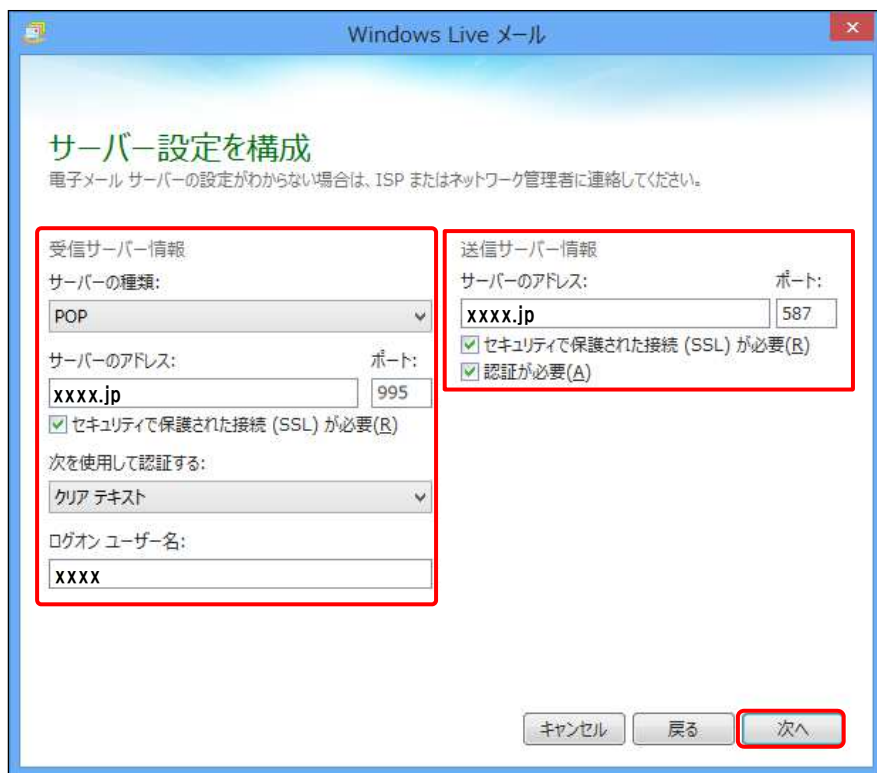 Windows Live メール
サーバー設定を構成
電子メール サーバーの設定がわからない場合は、ISP またはネットワーク管理者に連絡してください。
受信サーバー情報
サーバーの種類:
POP
サーバーのアドレス: ポート:
xxxx.jp 995
セキュリティで保護された接続 (SSL) が必要(R)
次を使用して認証する:
クリア テキスト
ログオン ユーザー名:
xxxx
送信サーバー情報
サーバーのアドレス: ポート:
xxxx.jp 587
セキュリティで保護された接続 (SSL) が必要(R)
認証が必要(A)
キャンセル 戻る 次へ